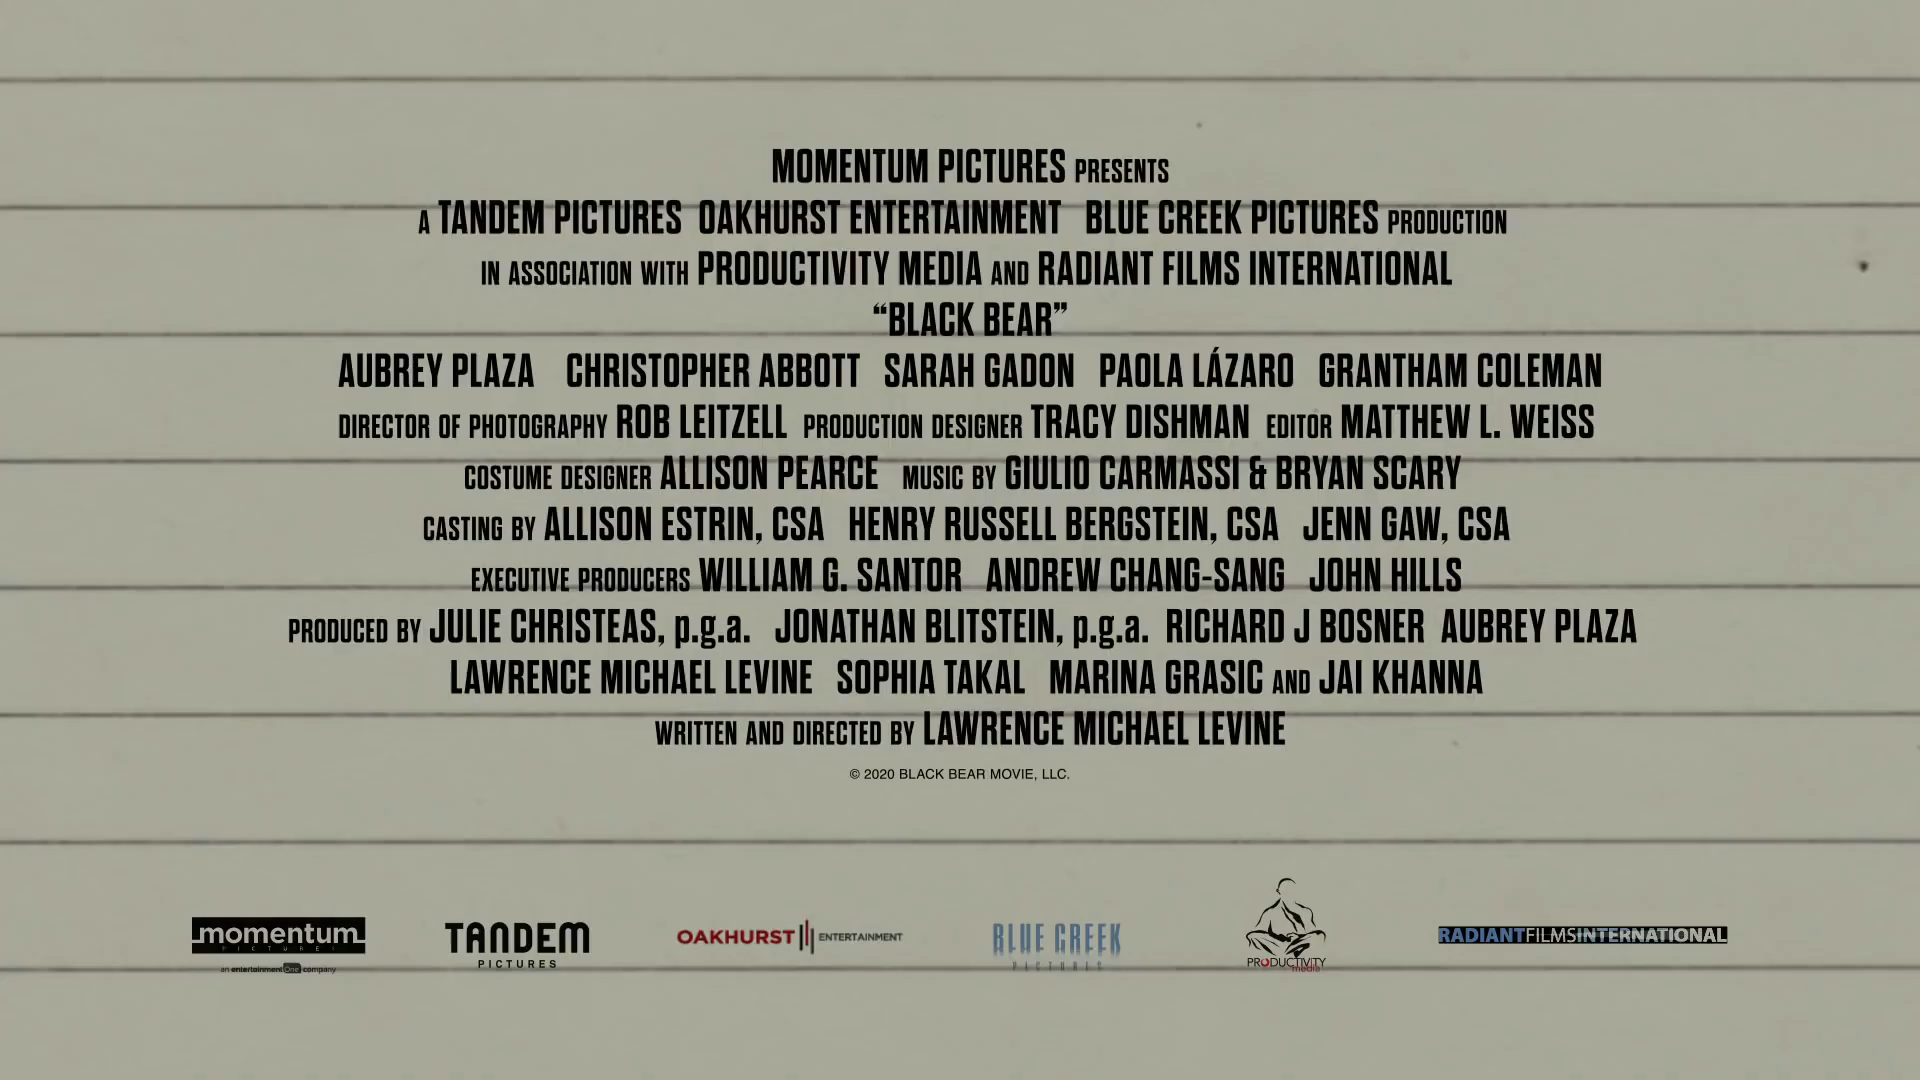 MOMENTUM PICTURES PRESENTS
A TANDEM PICTURES OAKHURST ENTERTAINMENT BLUE CREEK PICTURES PRODUCTION
IN ASSOCIATION WITH PRODUCTIVITY MEDIA AND RADIANT FILMS INTERNATIONAL
“BLACK BEAR”
AUBREY PLAZA CHRISTOPHER ABBOTT SARAH GADON PAOLA LÁZARO GRANTHAM COLEMAN
DIRECTOR OF PHOTOGRAPHY ROB LEITZELL PRODUCTION DESIGNER TRACY DISHMAN EDITOR MATTHEW L. WEISS
COSTUME DESIGNER ALLISON PEARCE MUSIC BY GIULIO CARMASSI & BRYAN SCARY
CASTING BY ALLISON ESTRIN, CSA HENRY RUSSELL BERGSTEIN, CSA JENN GAW, CSA
EXECUTIVE PRODUCERS WILLIAM G. SANTOR ANDREW CHANG-SANG JOHN HILLS
PRODUCED BY JULIE CHRISTEAS, p.g.a. JONATHAN BLITSTEIN, p.g.a. RICHARD J BOSNER AUBREY PLAZA
LAWRENCE MICHAEL LEVINE SOPHIA TAKAL MARINA GRASIC AND JAI KHANNA
WRITTEN AND DIRECTED BY LAWRENCE MICHAEL LEVINE
© 2020 BLACK BEAR MOVIE, LLC.
momentum
PICTURES
an entertainmentOne company
TANDEM
PICTURES
OAKHURST ENTERTAINMENT
BLUE CREEK
PICTURES
PRODUCTIVITY
media
RADIANTFILMSINTERNATIONAL